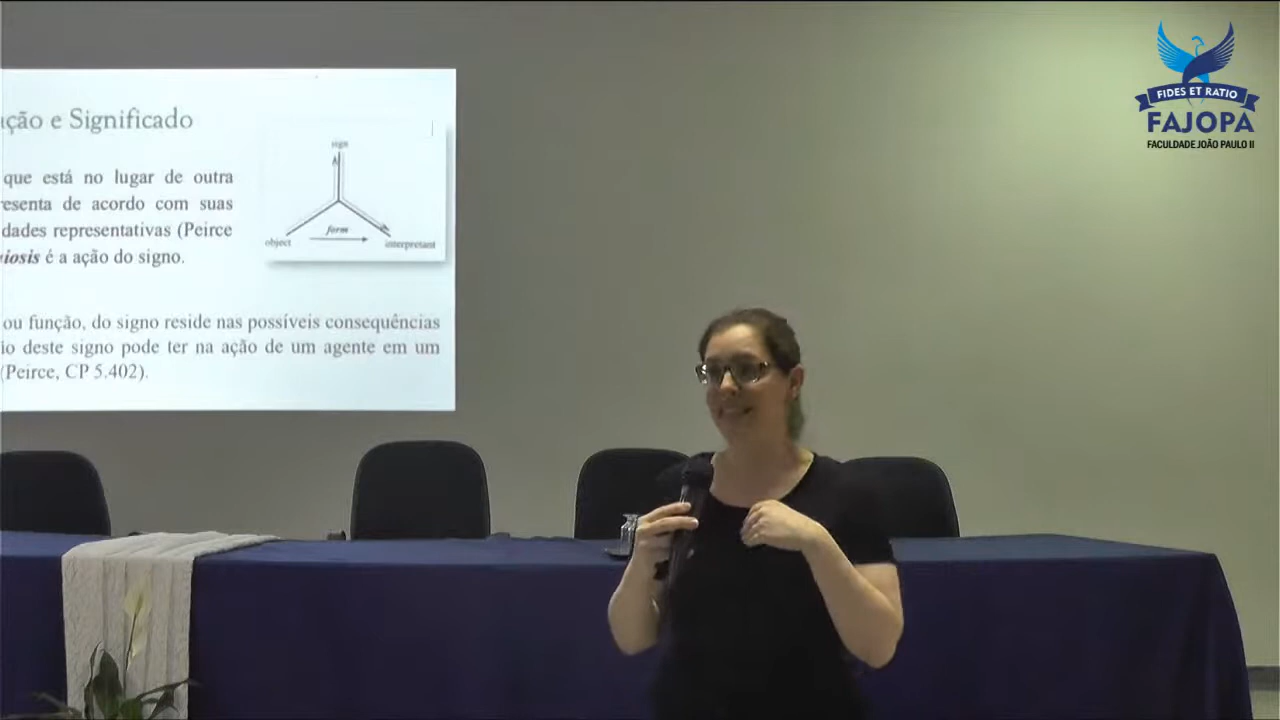 ção e Significado
sign
que está no lugar de outra
esenta de acordo com suas
dades representativas (Peirce
form
object
interpretant
iosis é a ação do signo.
ou função, do signo reside nas possíveis consequências
io deste signo pode ter na ação de um agente em um
(Peirce, CP 5.402).
FIDES ET RATIO
FAJOPA
FACULDADE JOÃO PAULO II